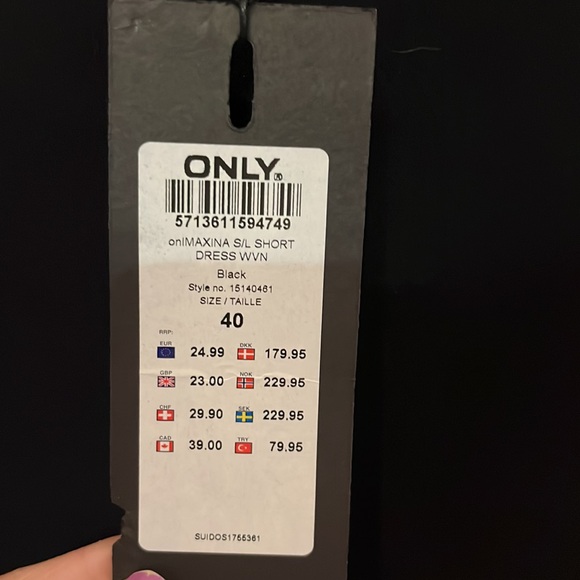 ONLY®
5713611594749
onlMAXINA S/L SHORT
DRESS WVN
Black
Style no. 15140461
SIZE / TAILLE
40
RRP:
EUR 24.99 DKK 179.95
GBP 23.00 NOK 229.95
CHF 29.90 SEK 229.95
CAD 39.00 TRY 79.95
SUIDOS1755361